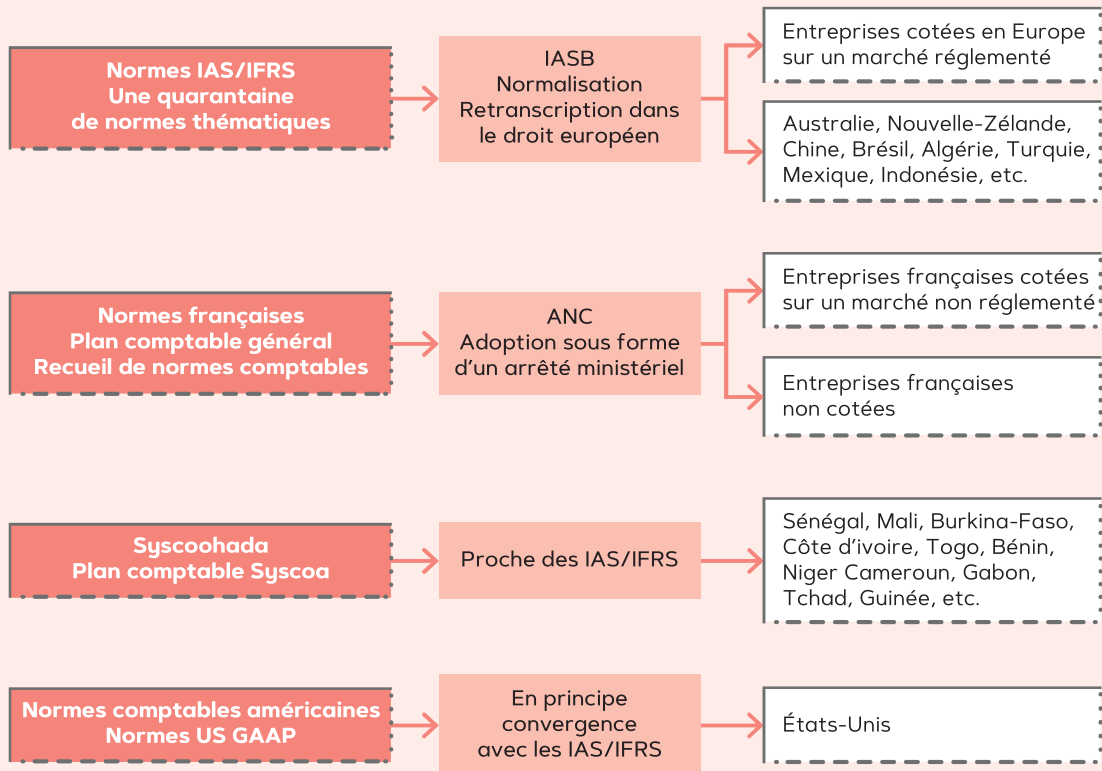 Normes IAS/IFRS
Une quarantaine
de normes thématiques
IASB
Normalisation
Retranscription dans
le droit européen
Entreprises cotées en Europe
sur un marché réglementé
Australie, Nouvelle-Zélande,
Chine, Brésil, Algérie, Turquie,
Mexique, Indonésie, etc.
Normes françaises
Plan comptable général
Recueil de normes comptables
ANC
Adoption sous forme
d'un arrêté ministériel
Entreprises françaises cotées
sur un marché non réglementé
Entreprises françaises
non cotées
Syscoohada
Plan comptable Syscoa
Proche des IAS/IFRS
Sénégal, Mali, Burkina-Faso,
Côte d'ivoire, Togo, Bénin,
Niger Cameroun, Gabon,
Tchad, Guinée, etc.
Normes comptables américaines
Normes US GAAP
En principe
convergence
avec les IAS/IFRS
États-Unis